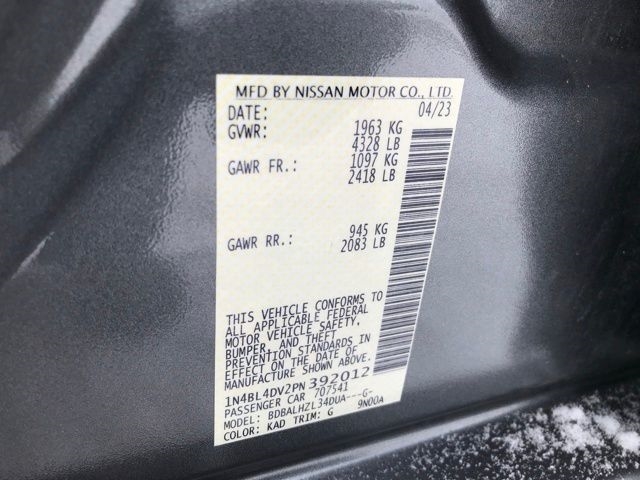 MFD BY NISSAN MOTOR CO., LTD.
DATE: 04/23
GVWR: 1963 KG
4328 LB
GAWR FR.: 1097 KG
2418 LB
GAWR RR.: 945 KG
2083 LB
THIS VEHICLE CONFORMS TO
ALL APPLICABLE FEDERAL
MOTOR VEHICLE SAFETY,
BUMPER, AND THEFT
PREVENTION STANDARDS IN
EFFECT ON THE DATE OF
MANUFACTURE SHOWN ABOVE.
1N4BL4DV2PN392012
PASSENGER CAR 707541
MODEL: BDBALHZL34DUA---G-
COLOR: KAD TRIM: G 9N00A